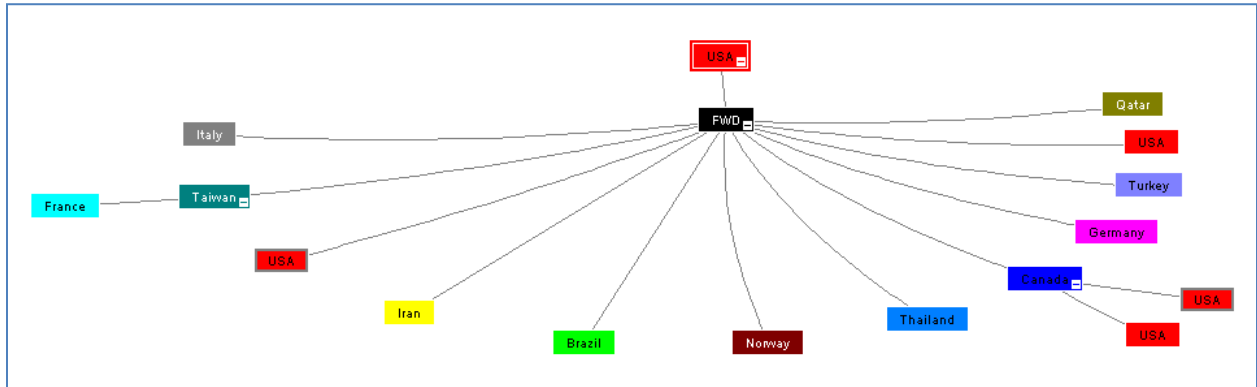 USA
Qatar
FWD
Italy
USA
Turkey
Taiwan
France
Germany
USA
Canada
USA
Iran
Thailand
USA
Brazil
Norway